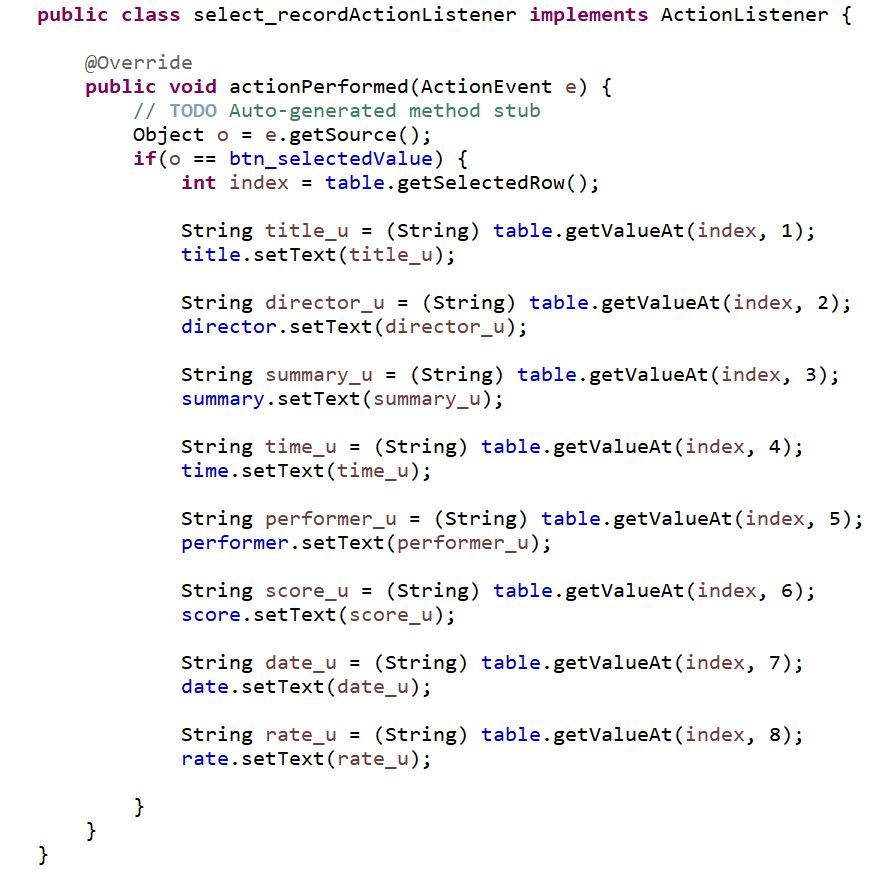 public class select_recordActionListener implements ActionListener {
@Override
public void actionPerformed(ActionEvent e) {
// TODO Auto-generated method stub
Object o = e.getSource();
if(o == btn_selectedValue) {
int index = table.getSelectedRow();
String title_u = (String) table.getValueAt(index, 1);
title.setText(title_u);
String director_u = (String) table.getValueAt(index, 2);
director.setText(director_u);
String summary_u = (String) table.getValueAt(index, 3);
summary.setText(summary_u);
String time_u = (String) table.getValueAt(index, 4);
time.setText(time_u);
String performer_u = (String) table.getValueAt(index, 5);
performer.setText(performer_u);
String score_u = (String) table.getValueAt(index, 6);
score.setText(score_u);
String date_u = (String) table.getValueAt(index, 7);
date.setText(date_u);
String rate_u = (String) table.getValueAt(index, 8);
rate.setText(rate_u);
}
}
}